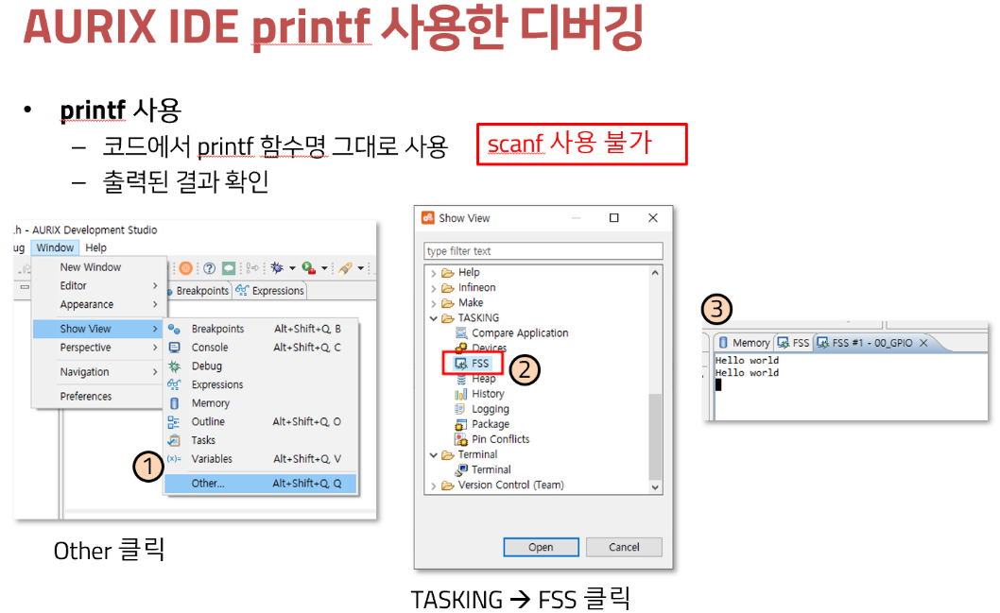 AURIX IDE printf 사용한 디버깅
• printf 사용
– 코드에서 printf 함수명 그대로 사용
scanf 사용 불가
– 출력된 결과 확인
.h - AURIX Development Studio
ug Window Help
New Window
Editor
Appearance
Show View
Perspective
Navigation
Preferences
Breakpoints Expressions
Breakpoints Alt+Shift+Q, B
Console Alt+Shift+Q, C
Debug
Expressions
Memory
Outline Alt+Shift+Q, O
Tasks
Variables Alt+Shift+Q, V
Other... Alt+Shift+Q, Q
1
Other 클릭
Show View
type filter text
Help
Infineon
Make
TASKING
Compare Application
Devices
FSS
Heap
History
Logging
Package
Pin Conflicts
Terminal
Terminal
Version Control (Team)
2
Open Cancel
TASKING → FSS 클릭
3
Memory FSS FSS #1 - 00_GPIO
Hello world
Hello world